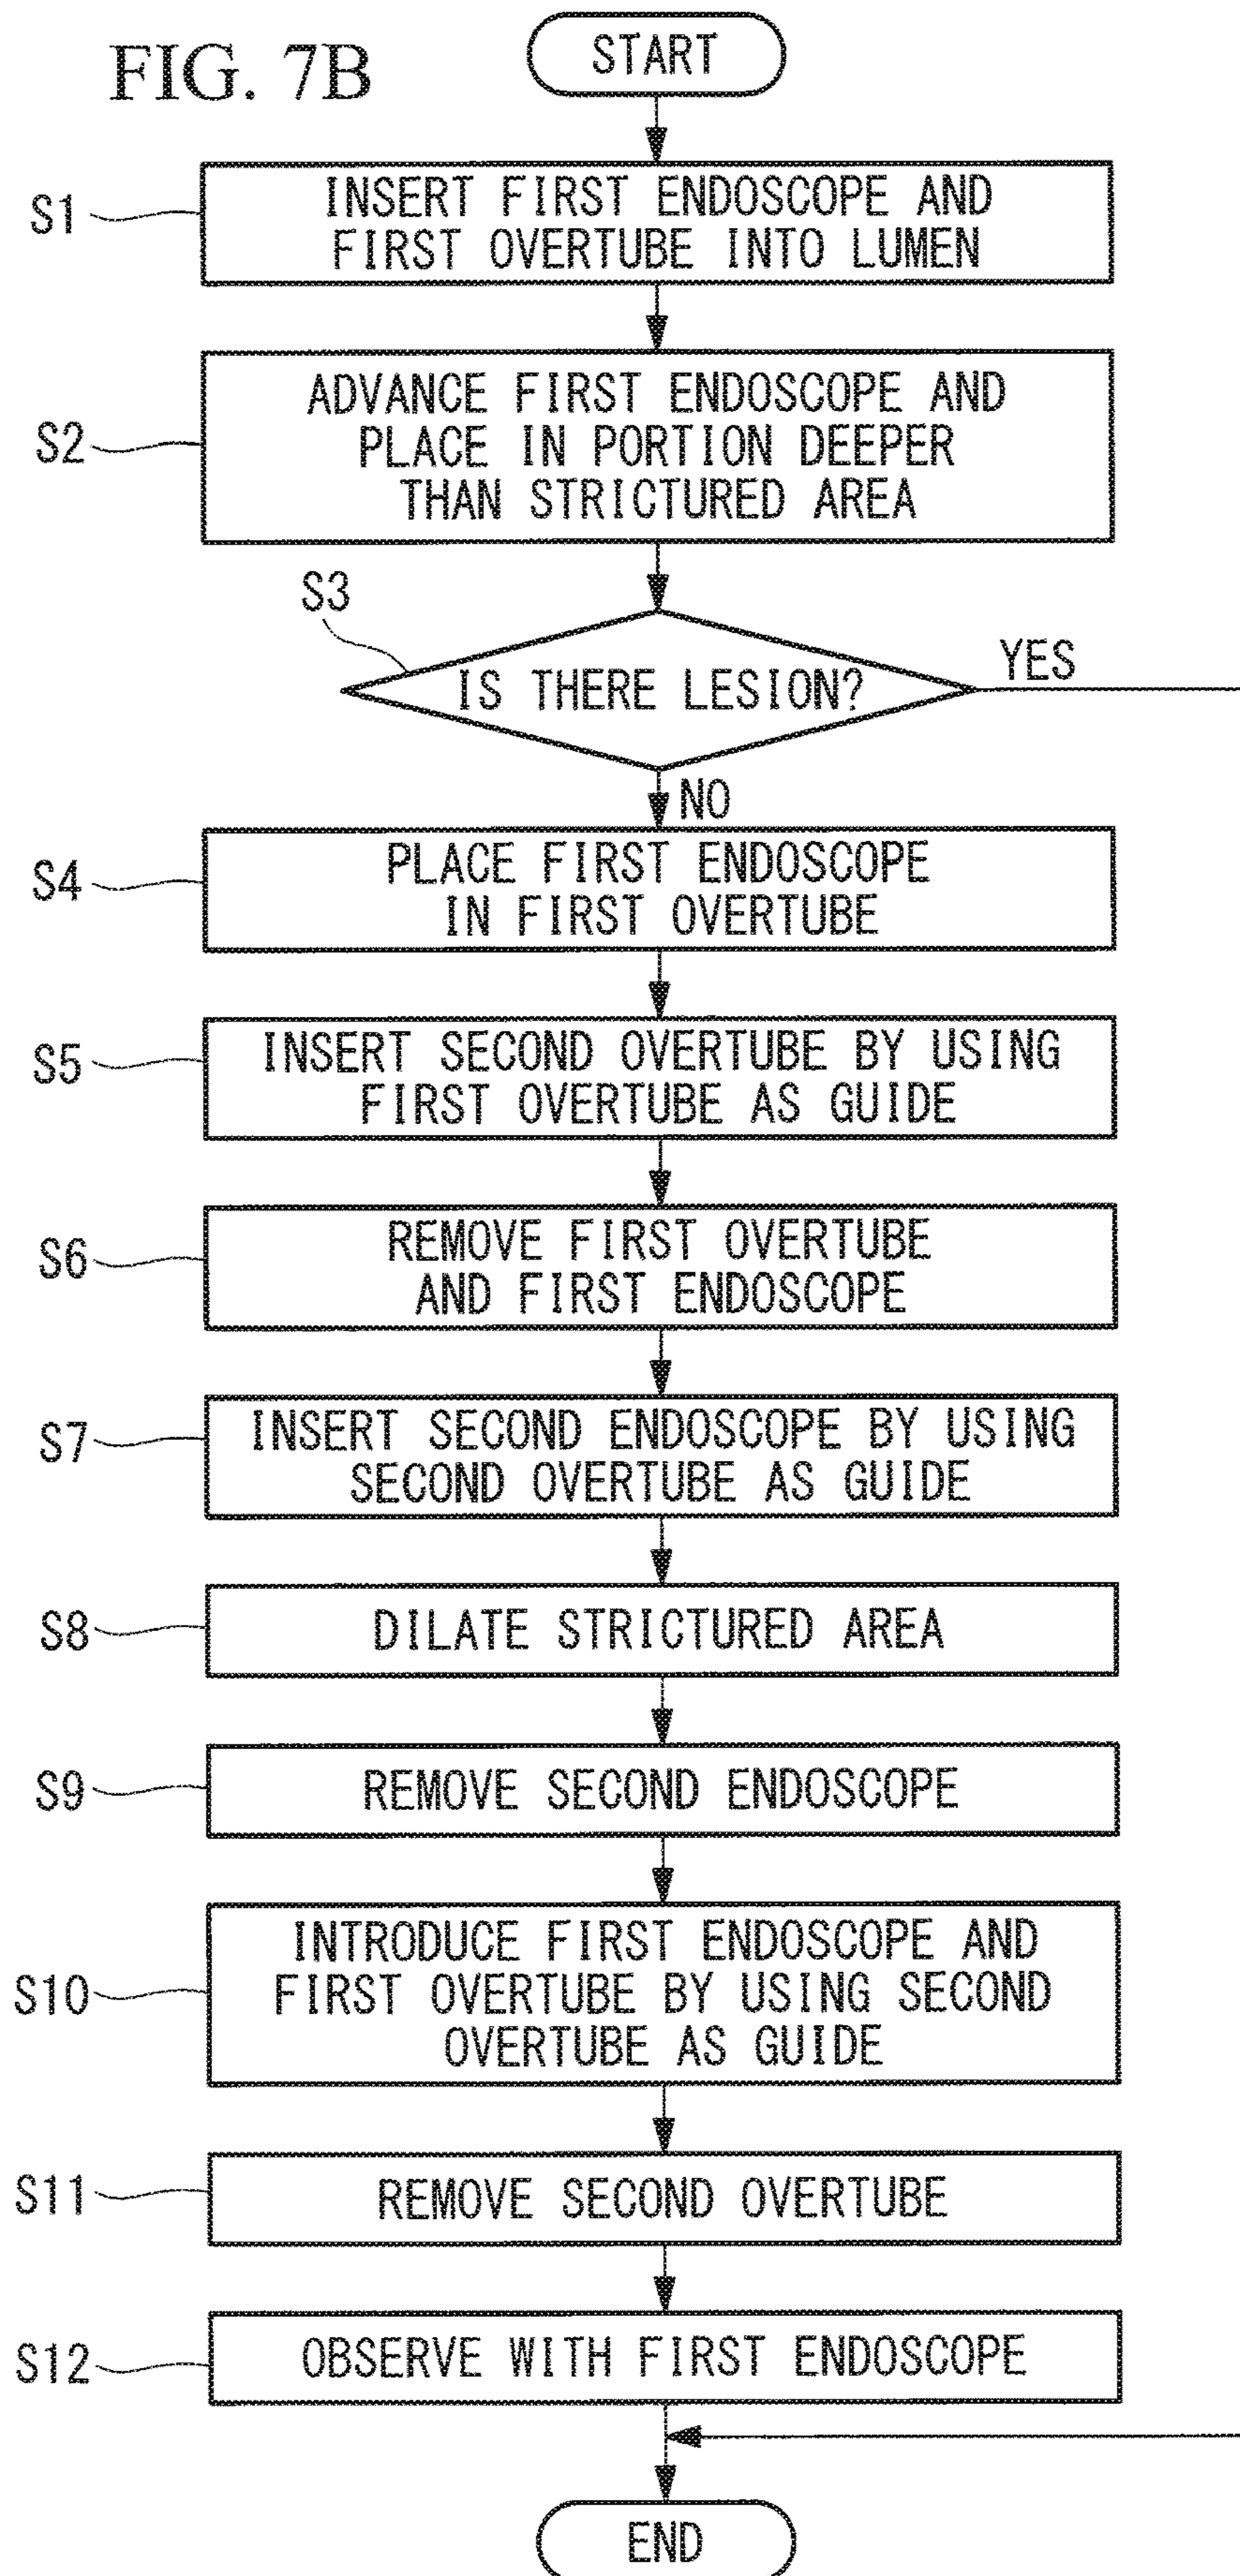 FIG. 7B
START
S1
INSERT FIRST ENDOSCOPE AND
FIRST OVERTUBE INTO LUMEN
S2
ADVANCE FIRST ENDOSCOPE AND
PLACE IN PORTION DEEPER
THAN STRICTURED AREA
S3
IS THERE LESION?
YES
NO
S4
PLACE FIRST ENDOSCOPE
IN FIRST OVERTUBE
S5
INSERT SECOND OVERTUBE BY USING
FIRST OVERTUBE AS GUIDE
S6
REMOVE FIRST OVERTUBE
AND FIRST ENDOSCOPE
S7
INSERT SECOND ENDOSCOPE BY USING
SECOND OVERTUBE AS GUIDE
S8
DILATE STRICTURED AREA
S9
REMOVE SECOND ENDOSCOPE
S10
INTRODUCE FIRST ENDOSCOPE AND
FIRST OVERTUBE BY USING SECOND
OVERTUBE AS GUIDE
S11
REMOVE SECOND OVERTUBE
S12
OBSERVE WITH FIRST ENDOSCOPE
END